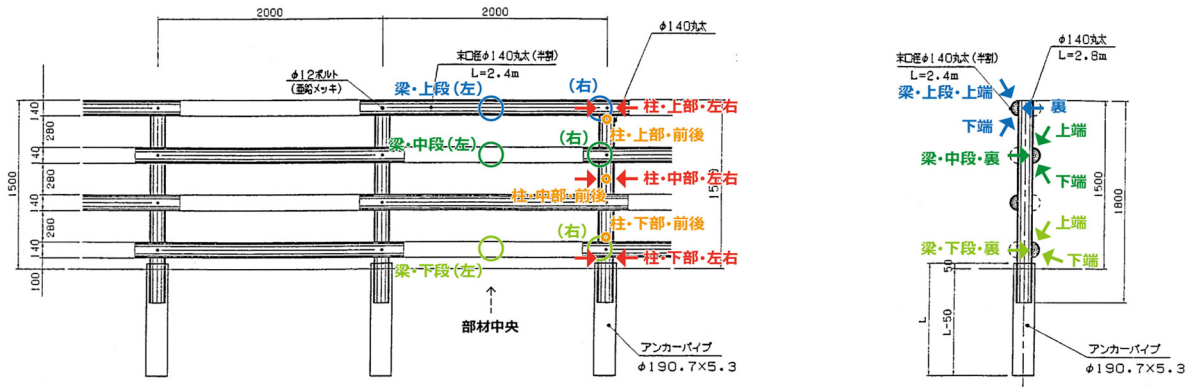 2000
2000
φ140丸太
末口径φ140丸太(半割)
L=2.4m
φ12ボルト
(亜鉛メッキ)
梁・上段(左)
(右)
柱・上部・左右
柱・上部・前後
梁・中段(左)
(右)
柱・中部・左右
柱・中部・前後
(右)
柱・下部・前後
柱・下部・左右
梁・下段(左)
部材中央
アンカーパイプ
φ190.7×5.3
1500
140
280
140
280
140
280
140
100
φ140丸太
L=2.8m
末口径φ140丸太(半割)
L=2.4m
梁・上段・上端
裏
下端
上端
梁・中段・裏
下端
上端
梁・下段・裏
下端
1500
1800
50
L
L-50
アンカーパイプ
φ190.7×5.3